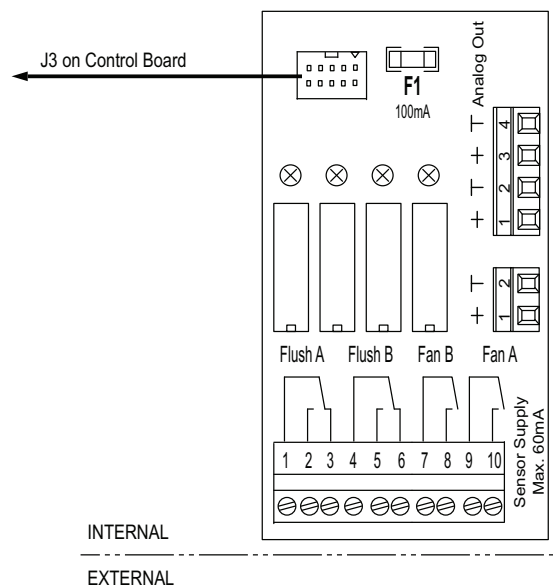 J3 on Control Board
F1
100mA
Analog Out
4
+ 3
2
+ 1
2
+ 1
Flush A Flush B Fan B Fan A
1 2 3 4 5 6 7 8 9 10
Sensor Supply
Max. 60mA
INTERNAL
EXTERNAL